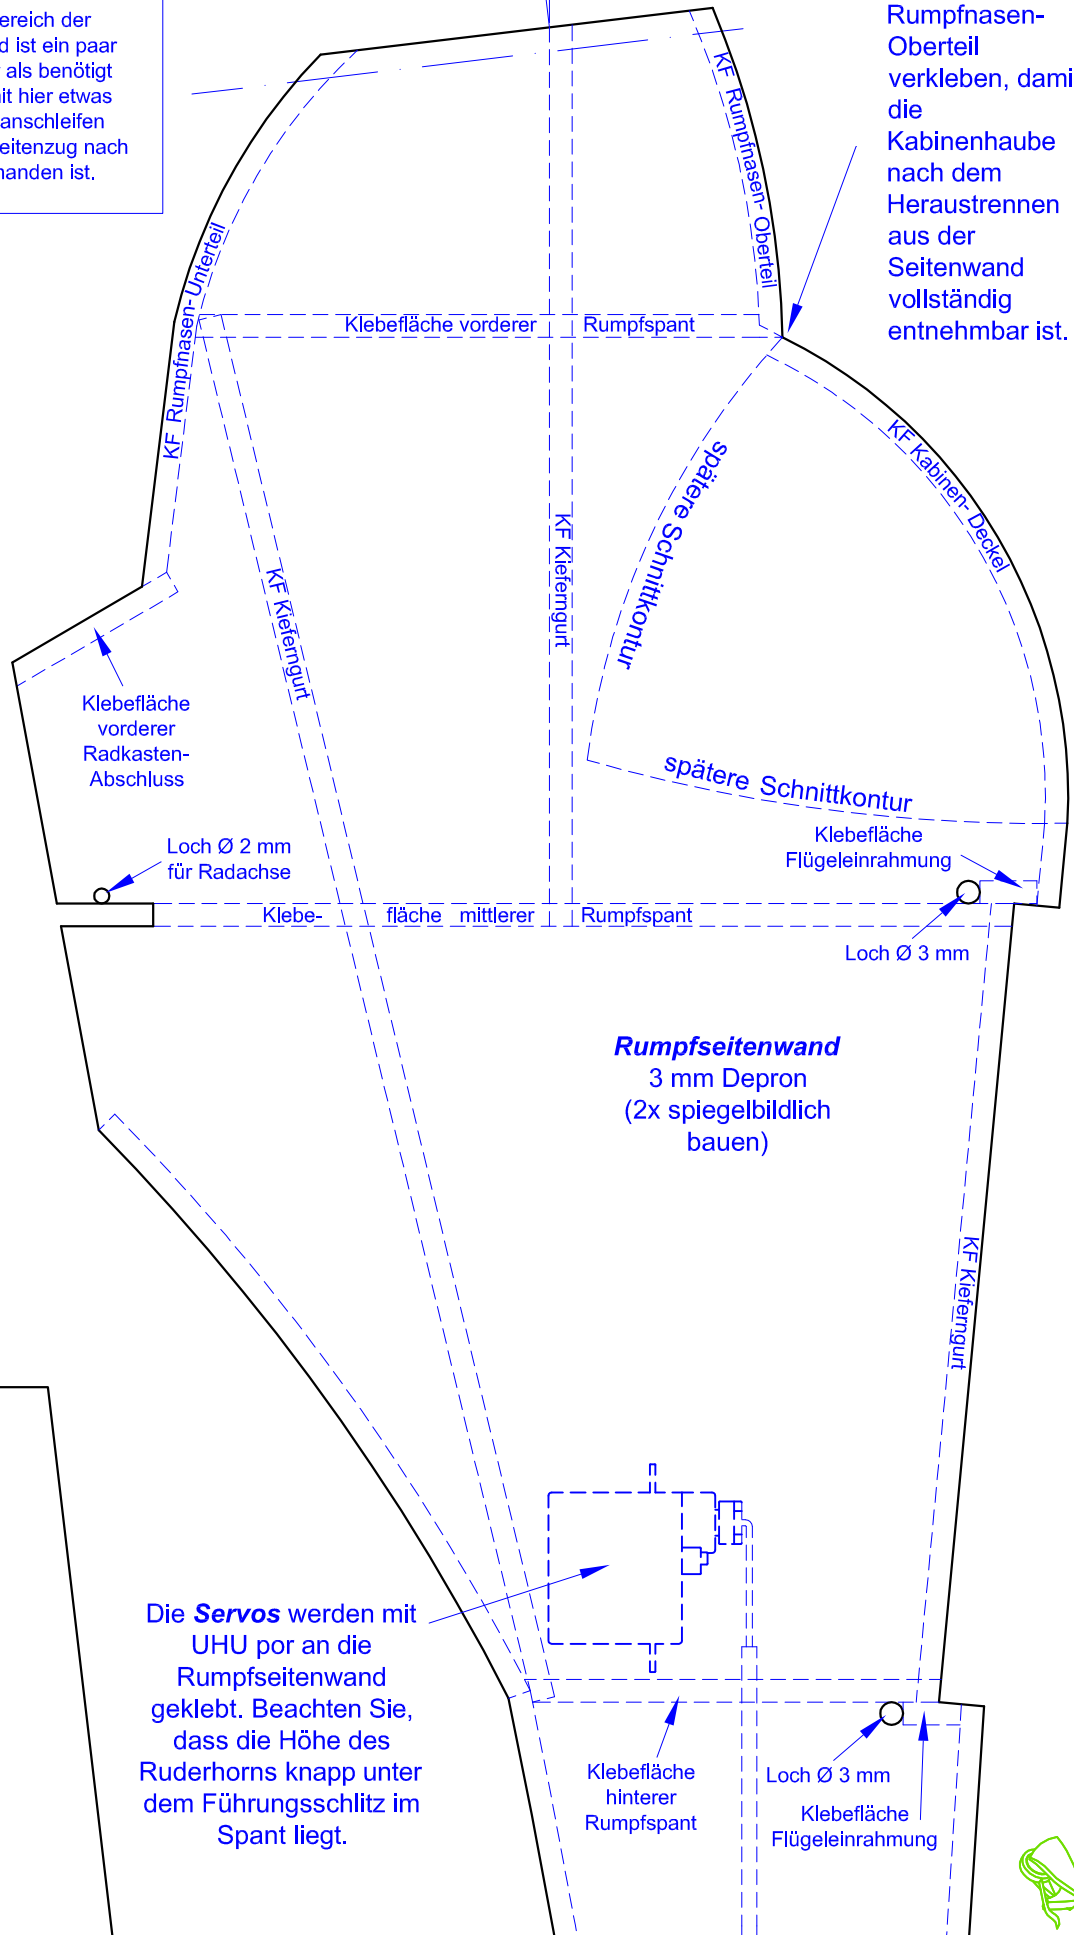 ereich der
d ist ein paar
als benötigt
nit hier etwas
anschleifen
eitenzug nach
handen ist.
Rumpfnasen-
Oberteil
verkleben, dami
die
Kabinenhaube
nach dem
Heraustrennen
aus der
Seitenwand
vollständig
entnehmbar ist.
KF Rumpfnasen- Oberteil
KF Rumpfnasen- Unterteil
Klebefläche vorderer Rumpfspant
KF Kabinen- Deckel
spätere Schnittkontur
KF Kieferngurt
KF Kieferngurt
Klebefläche
vorderer
Radkasten-
Abschluss
spätere Schnittkontur
Loch Ø 2 mm
für Radachse
Klebefläche
Flügeleinrahmung
Klebe- fläche mittlerer Rumpfspant
Loch Ø 3 mm
Rumpfseitenwand
3 mm Depron
(2x spiegelbildlich
bauen)
KF Kieferngurt
Die Servos werden mit
UHU por an die
Rumpfseitenwand
geklebt. Beachten Sie,
dass die Höhe des
Ruderhorns knapp unter
dem Führungsschlitz im
Spant liegt.
Klebefläche
hinterer
Rumpfspant
Loch Ø 3 mm
Klebefläche
Flügeleinrahmung